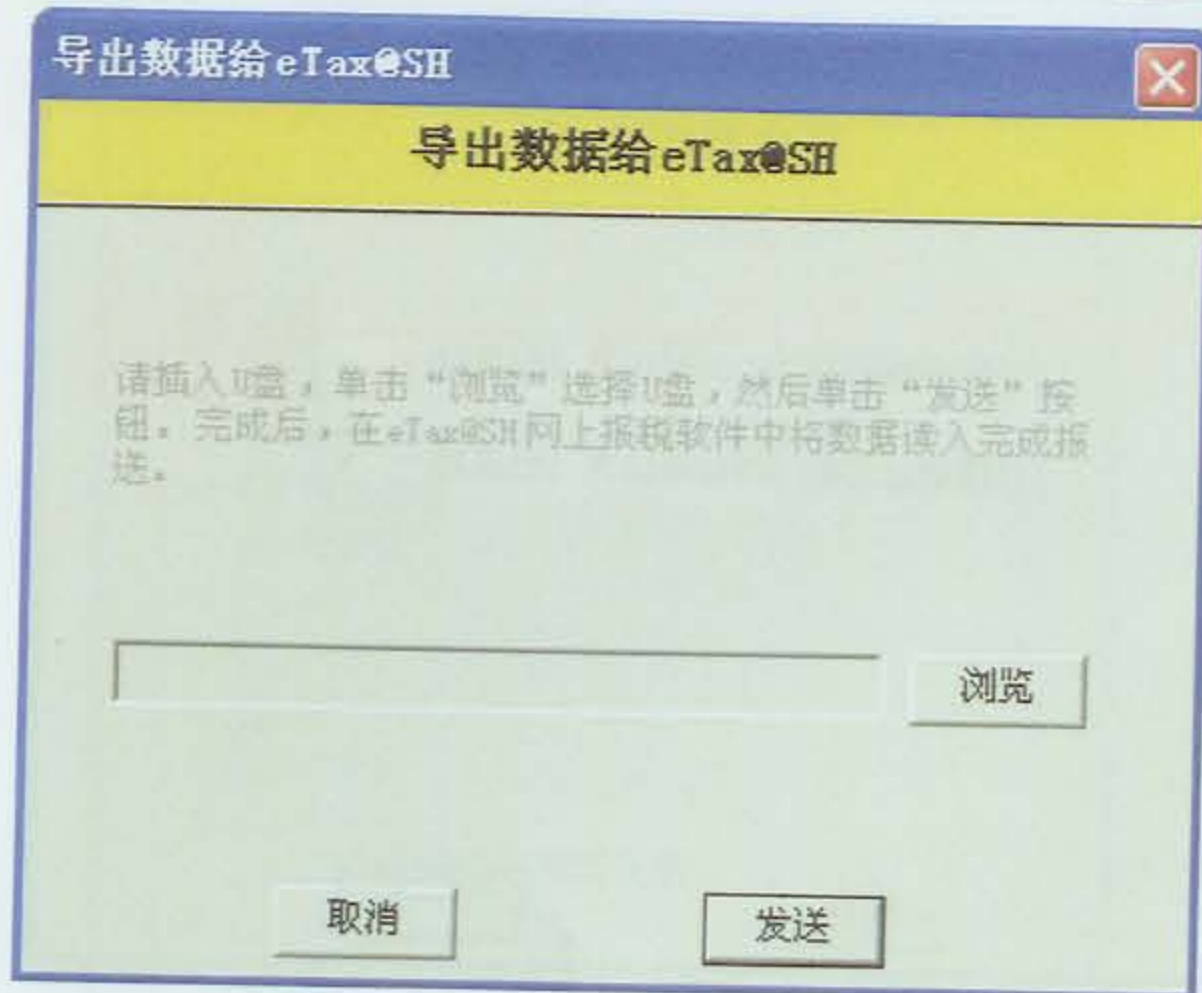 导出数据给eTax@SH
导出数据给eTax@SH
请插入U盘，单击“浏览”选择U盘，然后单击“发送”按
钮。完成后，在eTax@SH网上报税软件中将数据读入完成报
送。
浏览
取消
发送